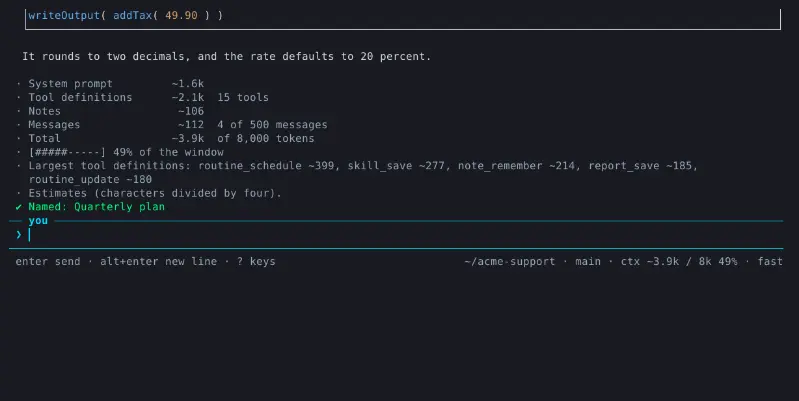 writeOutput( addTax( 49.90 ) )
It rounds to two decimals, and the rate defaults to 20 percent.
· System prompt ~1.6k
· Tool definitions ~2.1k 15 tools
· Notes ~106
· Messages ~112 4 of 500 messages
· Total ~3.9k of 8,000 tokens
· [#####-----] 49% of the window
· Largest tool definitions: routine_schedule ~399, skill_save ~277, note_remember ~214, report_save ~185,
routine_update ~180
· Estimates (characters divided by four).
✔ Named: Quarterly plan
you
❯
enter send · alt+enter new line · ? keys ~/acme-support · main · ctx ~3.9k / 8k 49% · fast